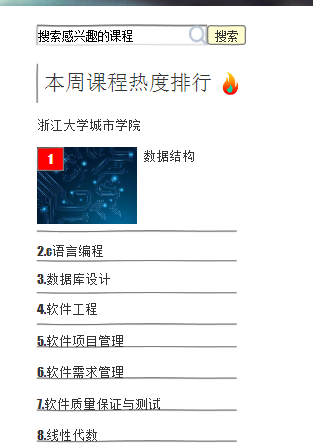 搜索感兴趣的课程 搜索
本周课程热度排行
浙江大学城市学院
1 数据结构
2.c语言编程
3.数据库设计
4.软件工程
5.软件项目管理
6.软件需求管理
7.软件质量保证与测试
8.线性代数